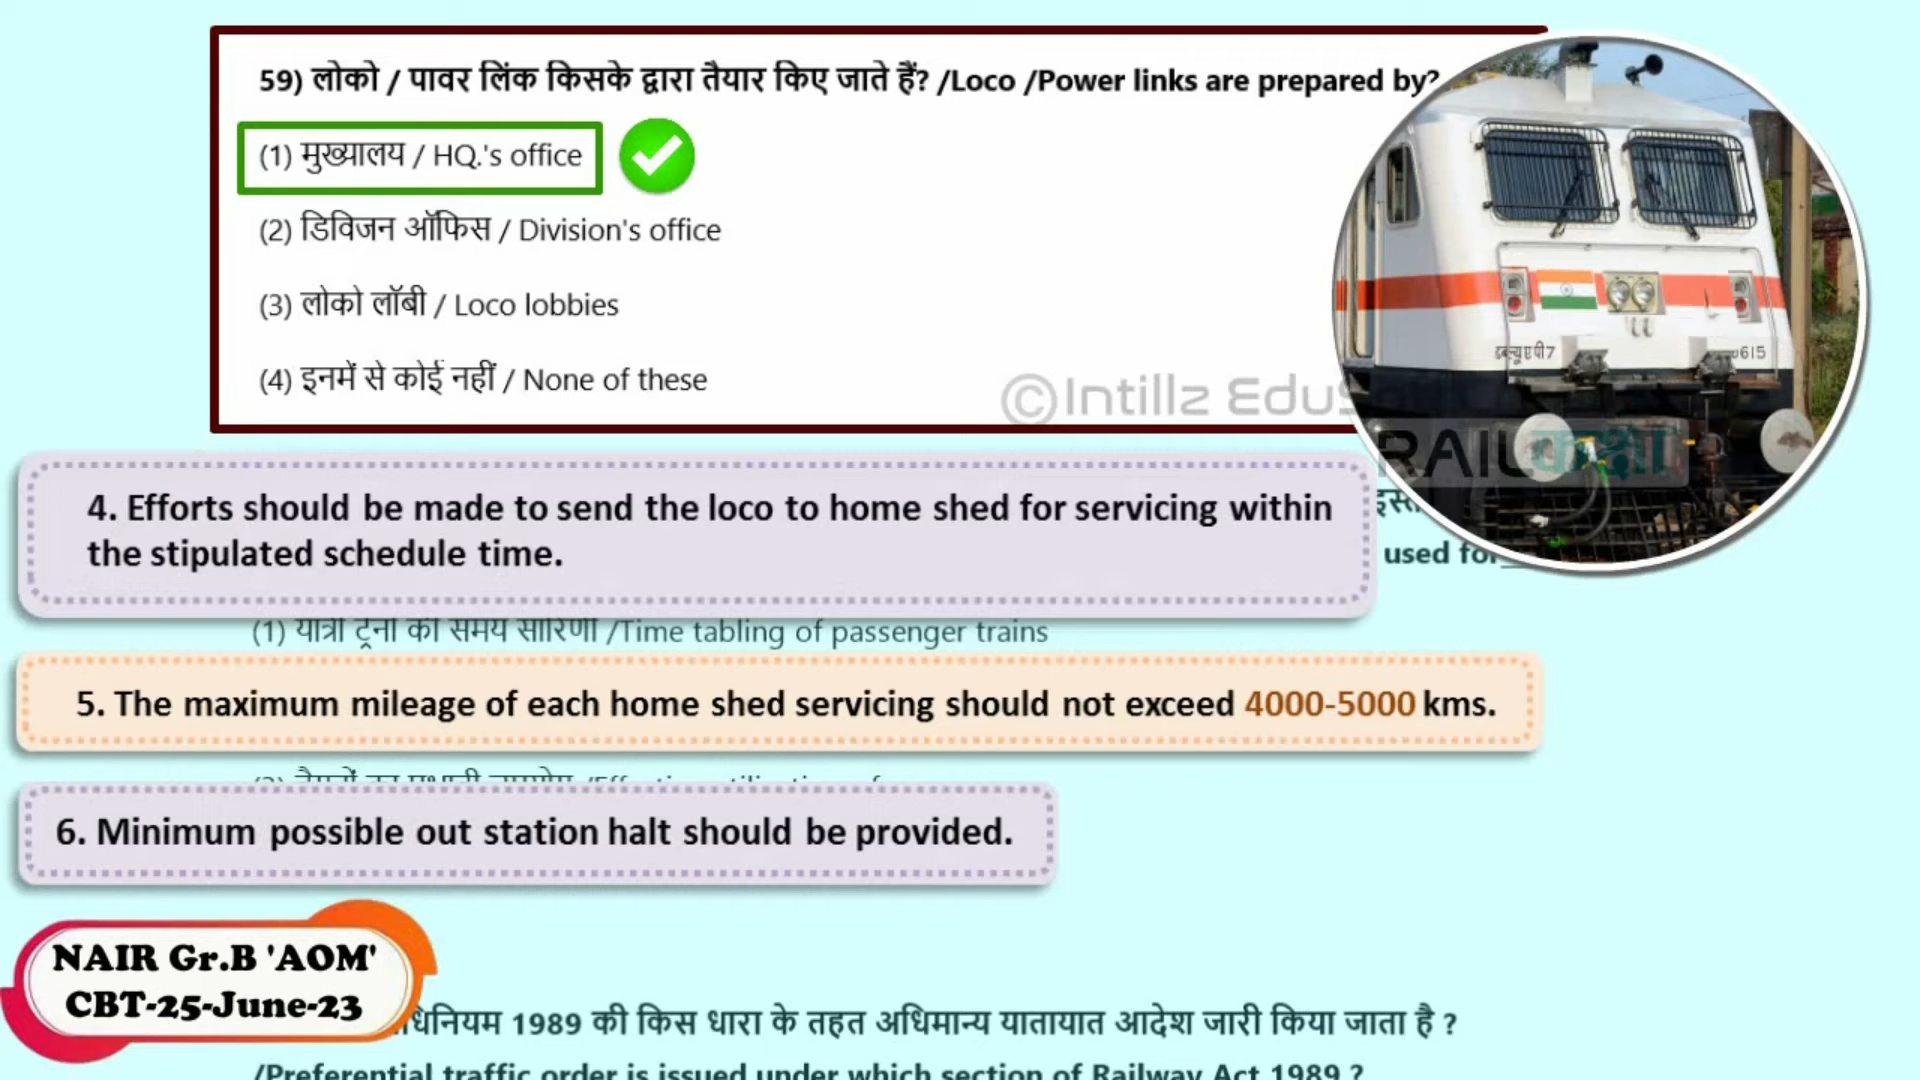 59) लोको / पावर लिंक किसके द्वारा तैयार किए जाते हैं? /Loco /Power links are prepared by?
(1) मुख्यालय / HQ.'s office
(2) डिविजन ऑफिस / Division's office
(3) लोको लॉबी / Loco lobbies
(4) इनमें से कोई नहीं / None of these
©Intillz
डब्ल्यूएपी7
RAILकक्षा
4. Efforts should be made to send the loco to home shed for servicing within
the stipulated schedule time.
used for
(1) यात्री ट्रेनों की समय सारिणी /Time tabling of passenger trains
5. The maximum mileage of each home shed servicing should not exceed 4000-5000 kms.
6. Minimum possible out station halt should be provided.
NAIR Gr.B 'AOM'
CBT-25-June-23
1989 की किस धारा के तहत अधिमान्य यातायात आदेश जारी किया जाता है ?
/Preferential traffic order is issued under which section of Railway Act 1989 ?